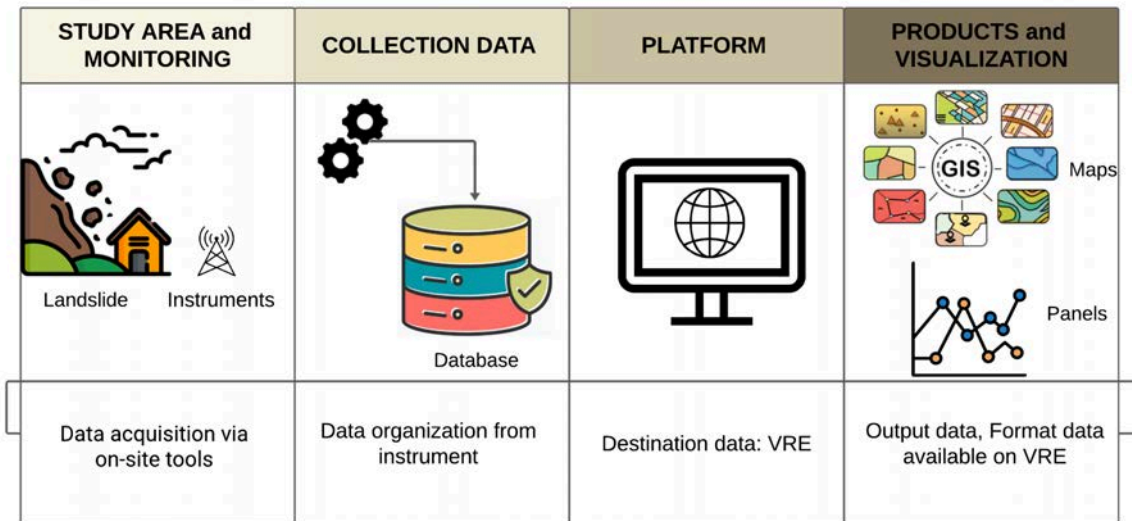 STUDY AREA and
MONITORING
COLLECTION DATA
PLATFORM
PRODUCTS and
VISUALIZATION
Landslide
Instruments
Database
GIS
Maps
Panels
Data acquisition via
on-site tools
Data organization from
instrument
Destination data: VRE
Output data, Format data
available on VRE